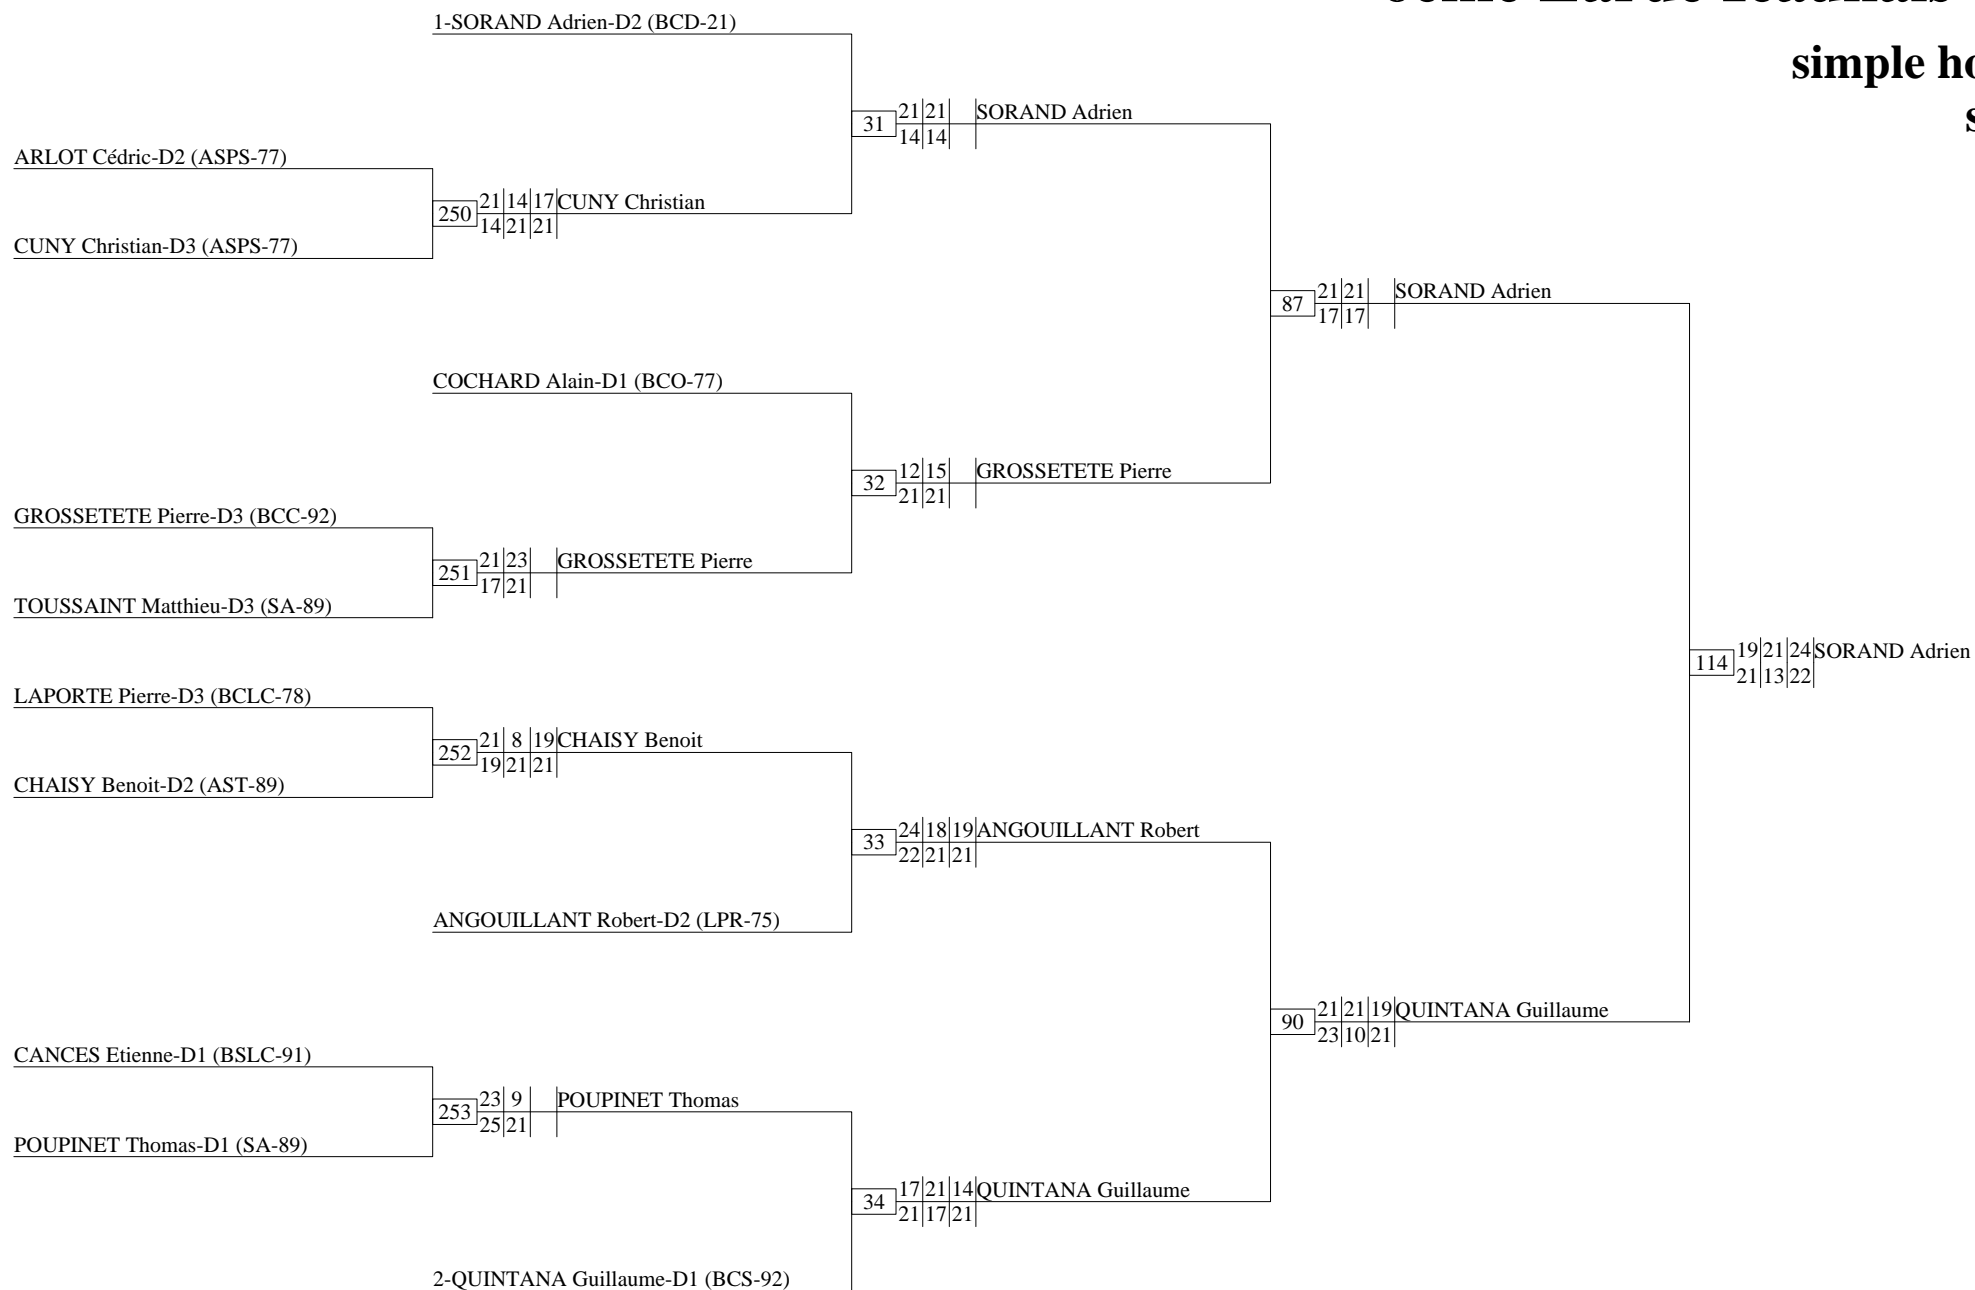 simple ho
s
1-SORAND Adrien-D2 (BCD-21)
31
21 21
14 14
SORAND Adrien
ARLOT Cédric-D2 (ASPS-77)
250
21 14 17
14 21 21
CUNY Christian
CUNY Christian-D3 (ASPS-77)
87
21 21
17 17
SORAND Adrien
COCHARD Alain-D1 (BCO-77)
32
12 15
21 21
GROSSETETE Pierre
GROSSETETE Pierre-D3 (BCC-92)
251
21 23
17 21
GROSSETETE Pierre
TOUSSAINT Matthieu-D3 (SA-89)
114
19 21 24
21 13 22
SORAND Adrien
LAPORTE Pierre-D3 (BCLC-78)
252
21 8 19
19 21 21
CHAISY Benoit
CHAISY Benoit-D2 (AST-89)
33
24 18 19
22 21 21
ANGOUILLANT Robert
ANGOUILLANT Robert-D2 (LPR-75)
90
21 21 19
23 10 21
QUINTANA Guillaume
CANCES Etienne-D1 (BSLC-91)
253
23 9
25 21
POUPINET Thomas
POUPINET Thomas-D1 (SA-89)
34
17 21 14
21 17 21
QUINTANA Guillaume
2-QUINTANA Guillaume-D1 (BCS-92)